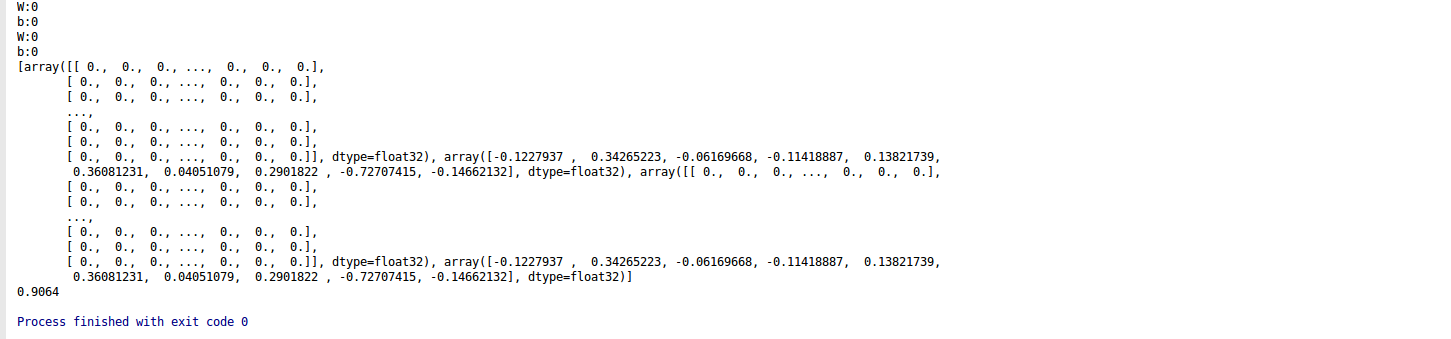 W:0
b:0
W:0
b:0
[array([[ 0.,  0.,  0., ...,  0.,  0.,  0.],
       [ 0.,  0.,  0., ...,  0.,  0.,  0.],
       [ 0.,  0.,  0., ...,  0.,  0.,  0.],
       ...,
       [ 0.,  0.,  0., ...,  0.,  0.,  0.],
       [ 0.,  0.,  0., ...,  0.,  0.,  0.],
       [ 0.,  0.,  0., ...,  0.,  0.,  0.]], dtype=float32), array([-0.1227937 ,  0.34265223, -0.06169668, -0.11418887,  0.13821739,
        0.36081231,  0.04051079,  0.2901822 , -0.72707415, -0.14662132], dtype=float32), array([[ 0.,  0.,  0., ...,  0.,  0.,  0.],
       [ 0.,  0.,  0., ...,  0.,  0.,  0.],
       [ 0.,  0.,  0., ...,  0.,  0.,  0.],
       ...,
       [ 0.,  0.,  0., ...,  0.,  0.,  0.],
       [ 0.,  0.,  0., ...,  0.,  0.,  0.],
       [ 0.,  0.,  0., ...,  0.,  0.,  0.]], dtype=float32), array([-0.1227937 ,  0.34265223, -0.06169668, -0.11418887,  0.13821739,
        0.36081231,  0.04051079,  0.2901822 , -0.72707415, -0.14662132], dtype=float32)]
0.9064
Process finished with exit code 0